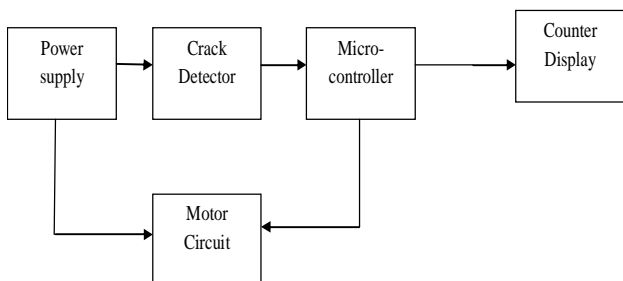 Power
supply
Crack
Detector
Micro-
controller
Counter
Display
Motor
Circuit